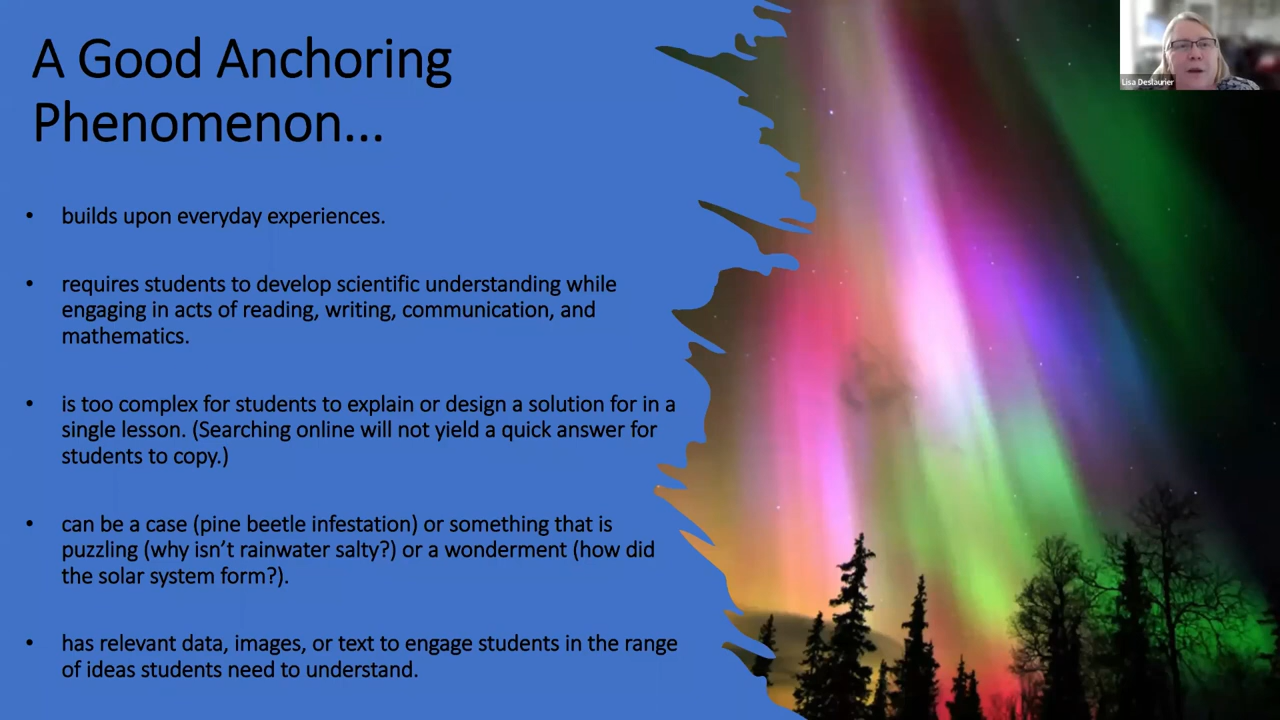 A Good Anchoring
Phenomenon...
• builds upon everyday experiences.
• requires students to develop scientific understanding while
engaging in acts of reading, writing, communication, and
mathematics.
• is too complex for students to explain or design a solution for in a
single lesson. (Searching online will not yield a quick answer for
students to copy.)
• can be a case (pine beetle infestation) or something that is
puzzling (why isn’t rainwater salty?) or a wonderment (how did
the solar system form?).
• has relevant data, images, or text to engage students in the range
of ideas students need to understand.
Lisa Deslaurier